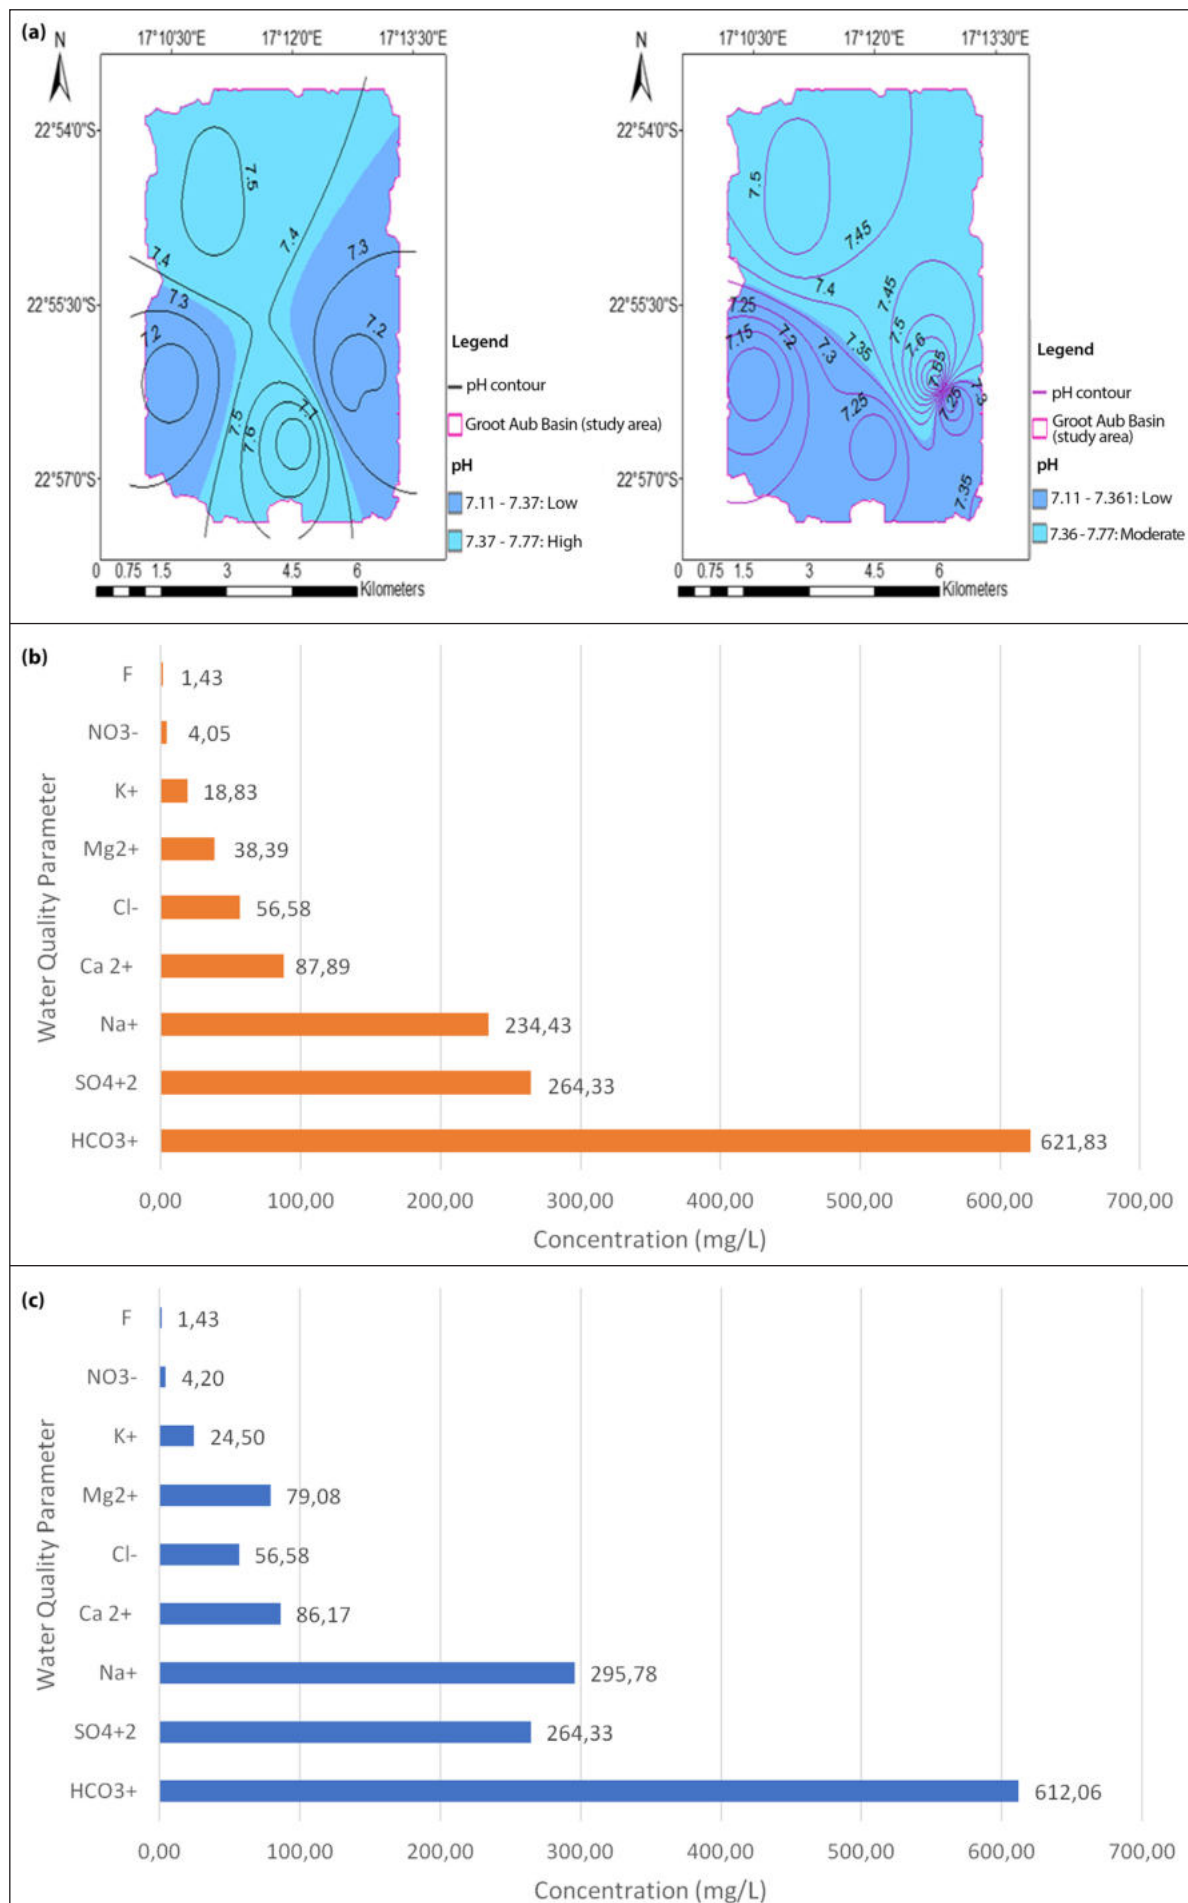 (a)
N
17°10'30"E 17°12'0"E 17°13'30"E
22°54'0"S
22°55'30"S
22°57'0"S
7.5
7.4
7.4
7.3
7.3
7.2
7.2
7.5
7.6
7.1
Legend
pH contour
Groot Aub Basin (study area)
pH
7.11 - 7.37: Low
7.37 - 7.77: High
0 0.75 1.5 3 4.5 6
Kilometers
N
17°10'30"E 17°12'0"E 17°13'30"E
22°54'0"S
22°55'30"S
22°57'0"S
7.5
7.45
7.4
7.45
7.25
7.15
7.2
7.3
7.35
7.5
7.6
7.55
7.25
7.3
7.25
7.35
Legend
pH contour
Groot Aub Basin
(study area)
pH
7.11 - 7.361: Low
7.36 - 7.77: Moderate
0 0.75 1.5 3 4.5 6
Kilometers
(b)
Water Quality Parameter
F 1,43
NO3- 4,05
K+ 18,83
Mg2+ 38,39
Cl- 56,58
Ca 2+ 87,89
Na+ 234,43
SO4+2 264,33
HCO3+ 621,83
0,00 100,00 200,00 300,00 400,00 500,00 600,00 700,00
Concentration (mg/L)
(c)
Water Quality Parameter
F 1,43
NO3- 4,20
K+ 24,50
Mg2+ 79,08
Cl- 56,58
Ca 2+ 86,17
Na+ 295,78
SO4+2 264,33
HCO3+ 612,06
0,00 100,00 200,00 300,00 400,00 500,00 600,00 700,00
Concentration (mg/L)